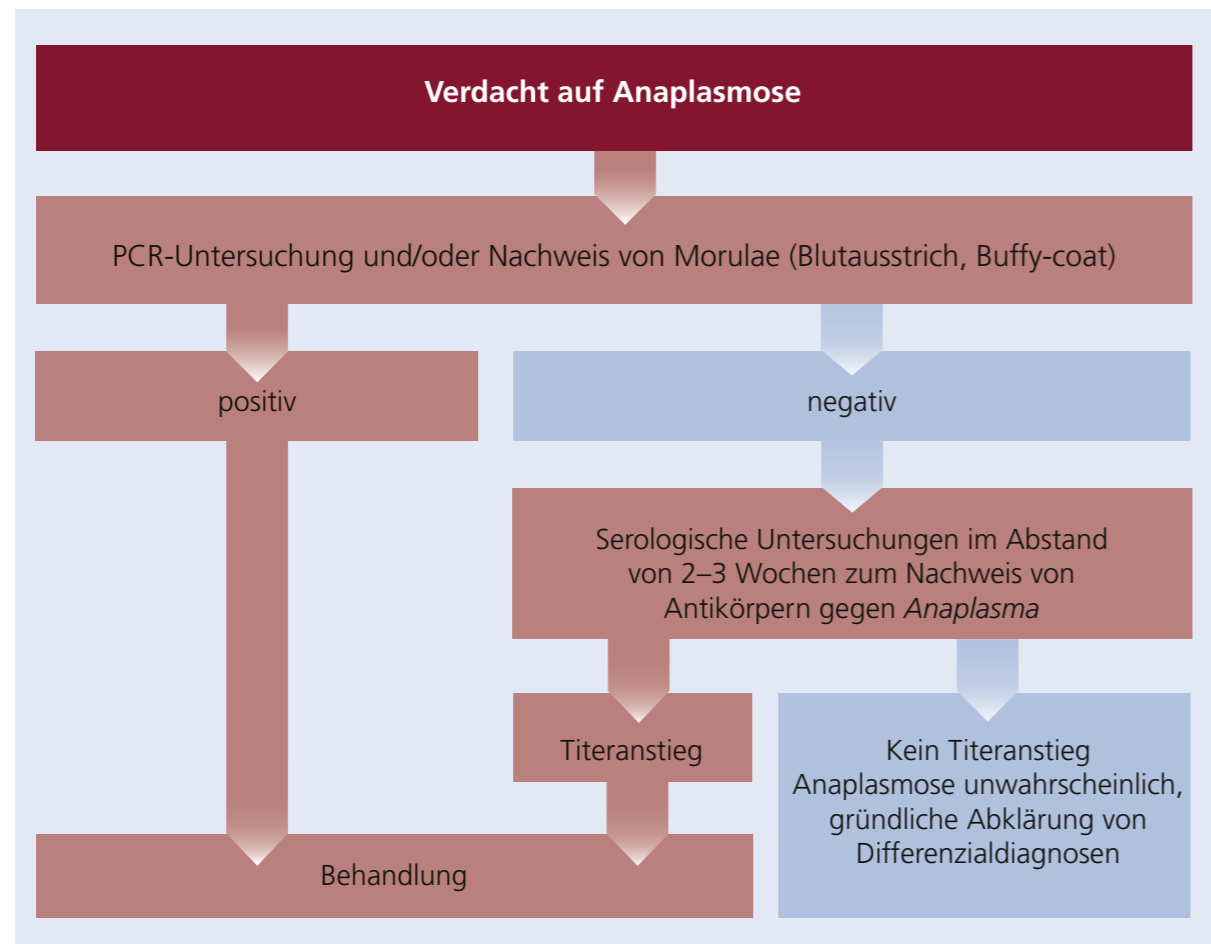 Verdacht auf Anaplasmose
PCR-Untersuchung und/oder Nachweis von Morulae (Blutausstrich, Buffy-coat)
positiv
negativ
Serologische Untersuchungen im Abstand
von 2–3 Wochen zum Nachweis von
Antikörpern gegen Anaplasma
Titeranstieg
Kein Titeranstieg
Anaplasmose unwahrscheinlich,
gründliche Abklärung von
Differenzialdiagnosen
Behandlung